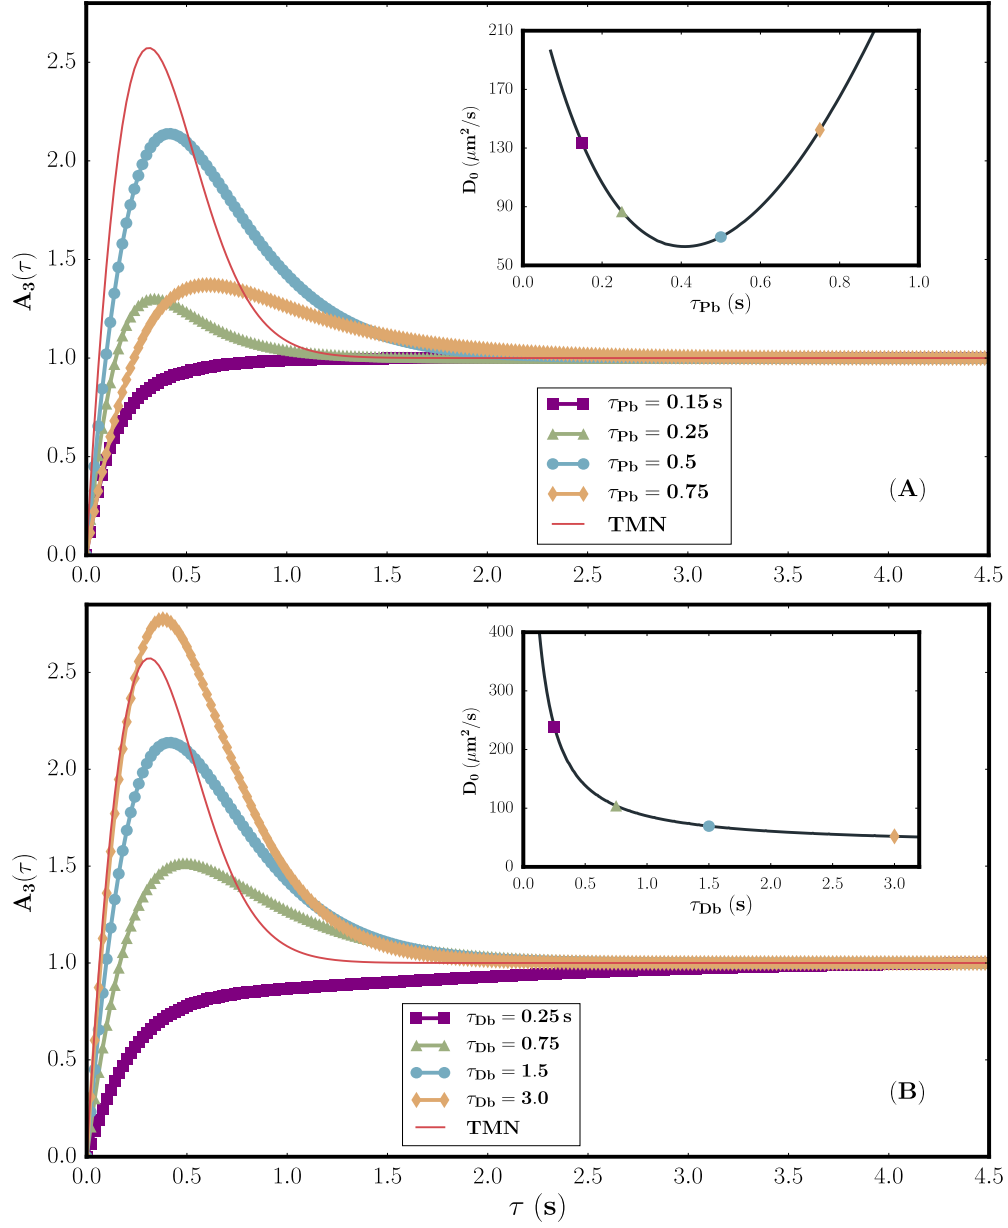 A₃(τ)
2.5
2.0
1.5
1.0
0.5
0.0
0.0 0.5 1.0 1.5 2.0 2.5 3.0 3.5 4.0 4.5
D₀ (μm²/s)
210
170
130
90
50
0.0 0.2 0.4 0.6 0.8 1.0
τPb (s)
τPb = 0.15 s
τPb = 0.25
τPb = 0.5
τPb = 0.75
TMN
(A)
A₃(τ)
2.5
2.0
1.5
1.0
0.5
0.0
0.0 0.5 1.0 1.5 2.0 2.5 3.0 3.5 4.0 4.5
τ (s)
D₀ (μm²/s)
400
300
200
100
0
0.0 0.5 1.0 1.5 2.0 2.5 3.0
τDb (s)
τDb = 0.25 s
τDb = 0.75
τDb = 1.5
τDb = 3.0
TMN
(B)